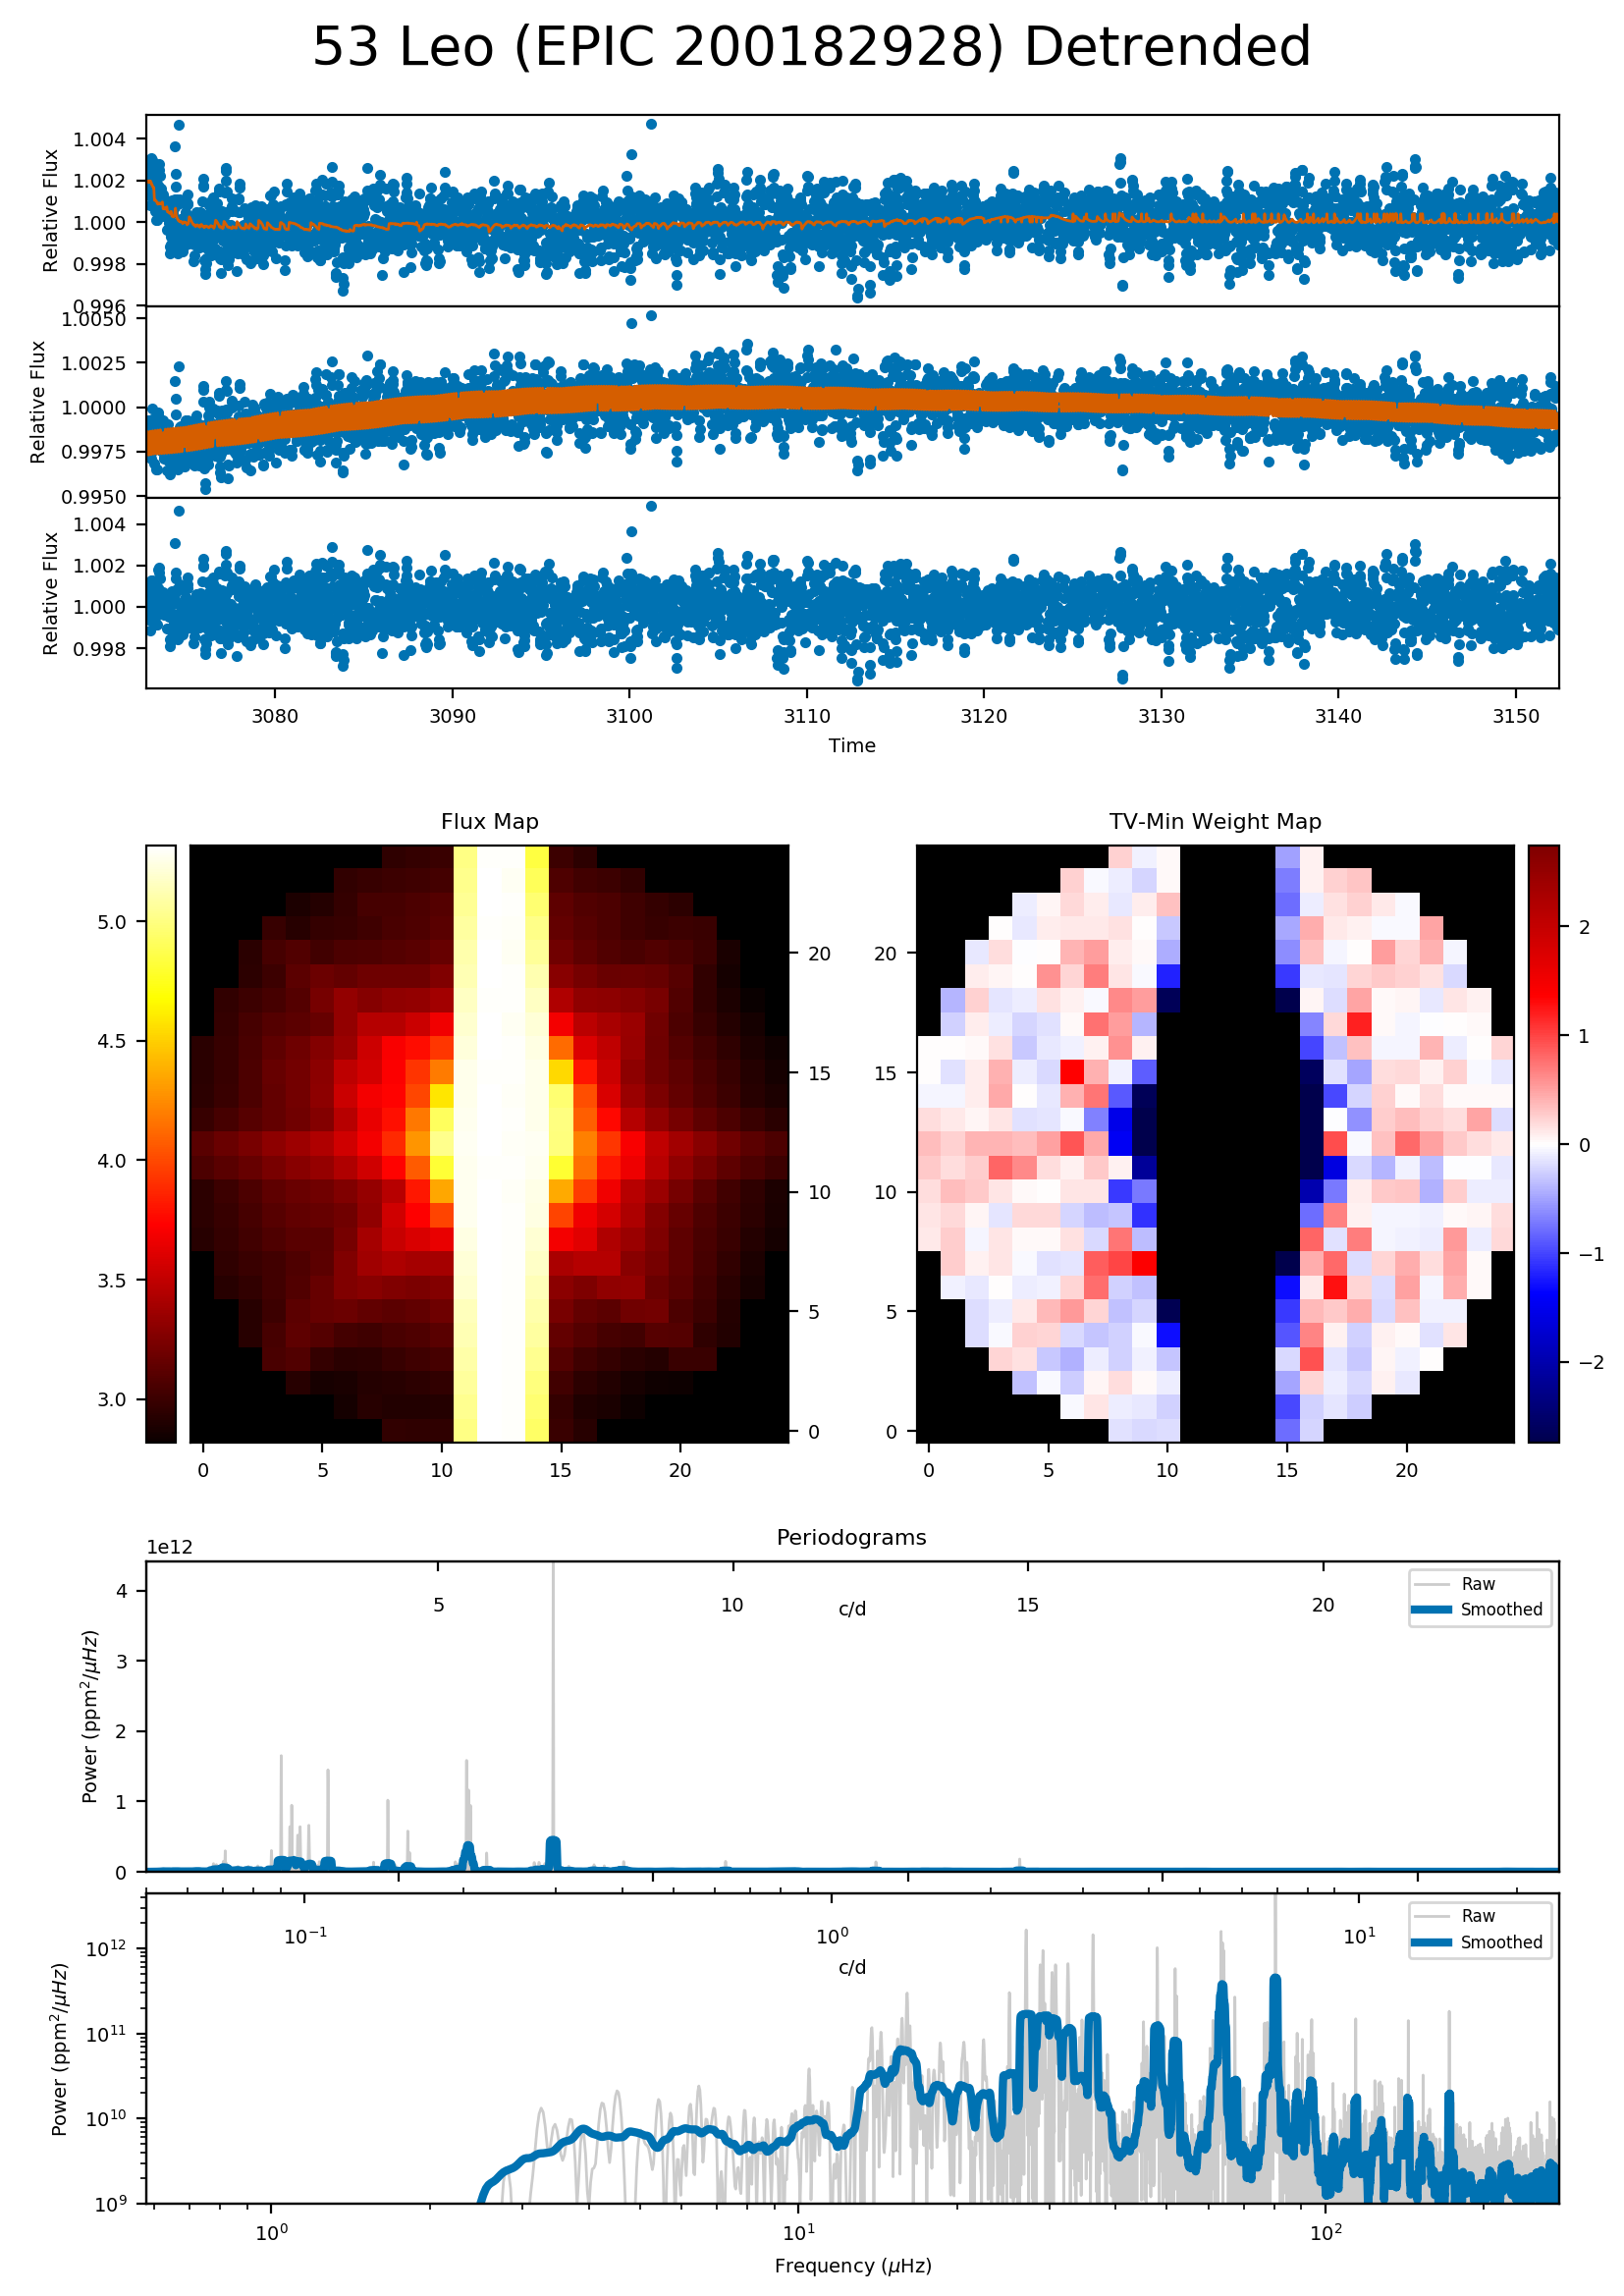 53 Leo (EPIC 200182928) Detrended
1.004
1.002
1.000
0.998
0.996
Relative Flux
1.0050
1.0025
1.0000
0.9975
0.9950
Relative Flux
1.004
1.002
1.000
0.998
Relative Flux
3080 3090 3100 3110 3120 3130 3140 3150
Time
Flux Map
5.0
4.5
4.0
3.5
3.0
20
15
10
5
0
0 5 10 15 20
TV-Min Weight Map
20
15
10
5
0
0 5 10 15 20
2
1
0
−1
−2
Periodograms
1e12
4
3
2
1
0
Power (ppm²/μHz)
5 10 15 20
c/d
Raw
Smoothed
10⁻¹ 10⁰ 10¹
c/d
Raw
Smoothed
10¹²
10¹¹
10¹⁰
10⁹
Power (ppm²/μHz)
10⁰ 10¹ 10²
Frequency (μHz)